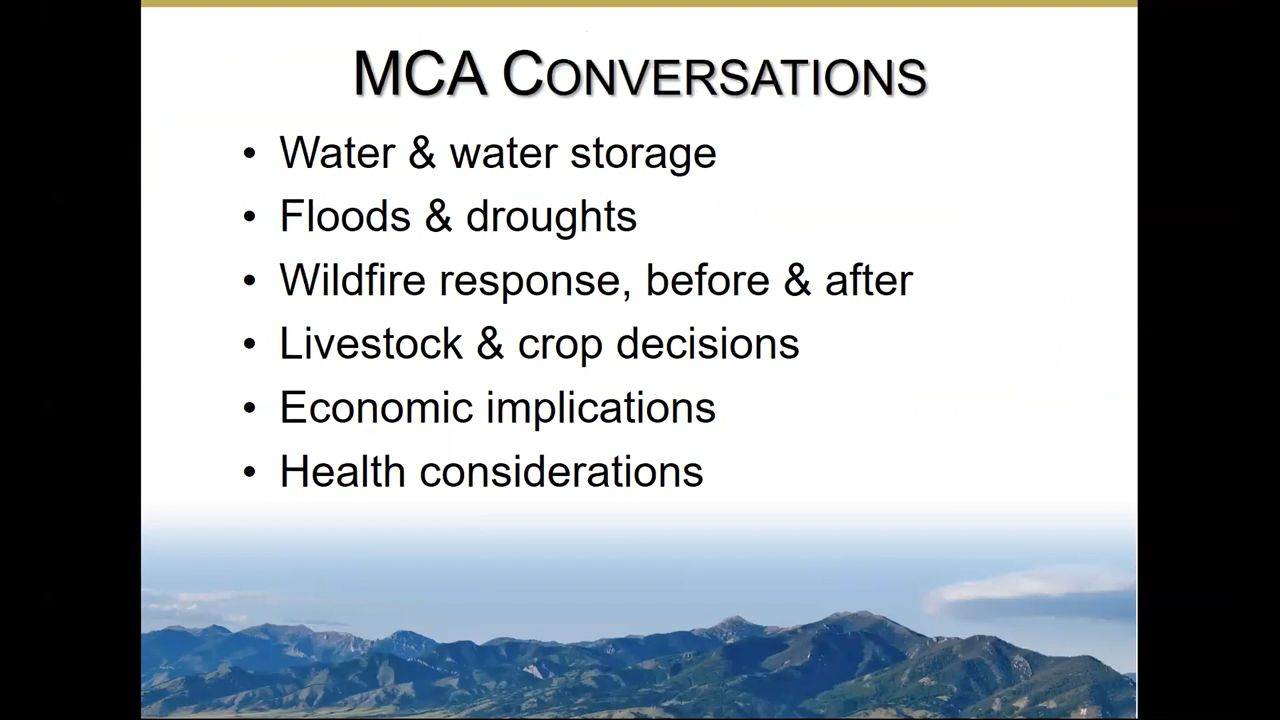 MCA CONVERSATIONS
• Water & water storage
• Floods & droughts
• Wildfire response, before & after
• Livestock & crop decisions
• Economic implications
• Health considerations